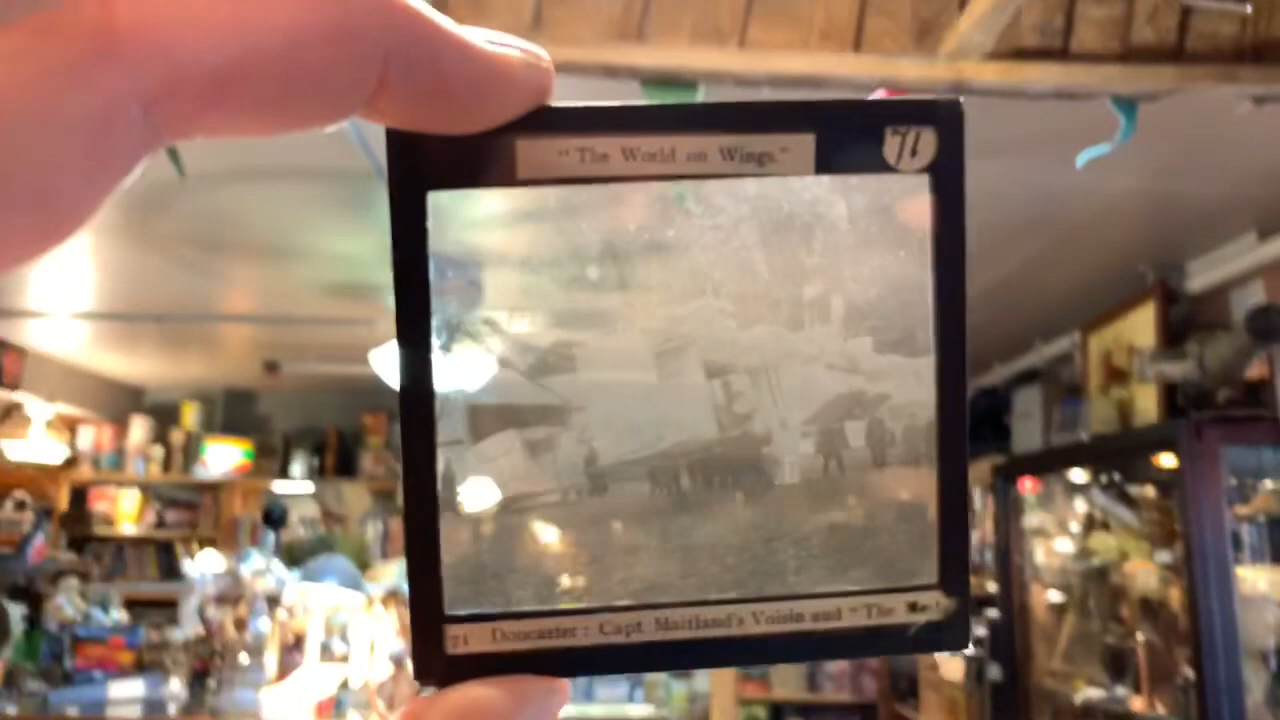 "The World on Wings."
71
71 Doncaster: Capt. Maitland's Voisin and "The